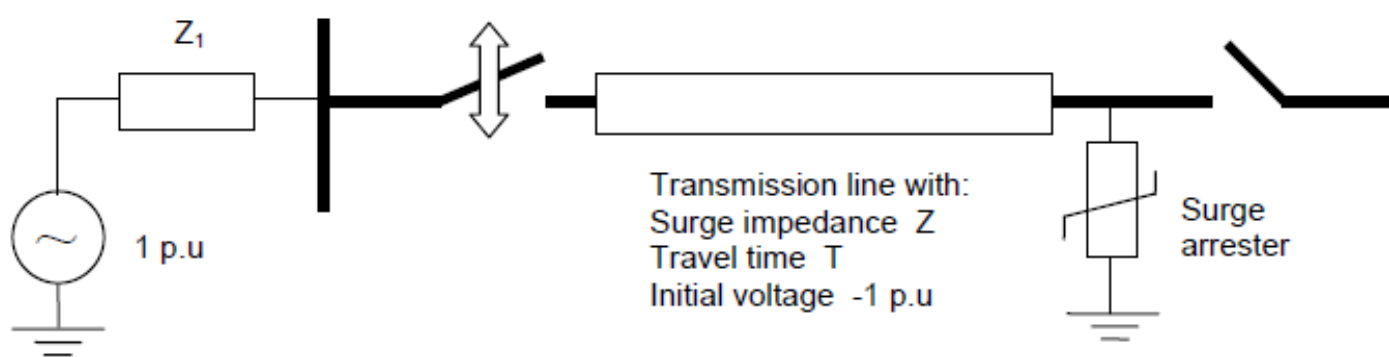 Z₁
1 p.u
Transmission line with:
Surge impedance  Z
Travel time  T
Initial voltage  -1 p.u
Surge
arrester